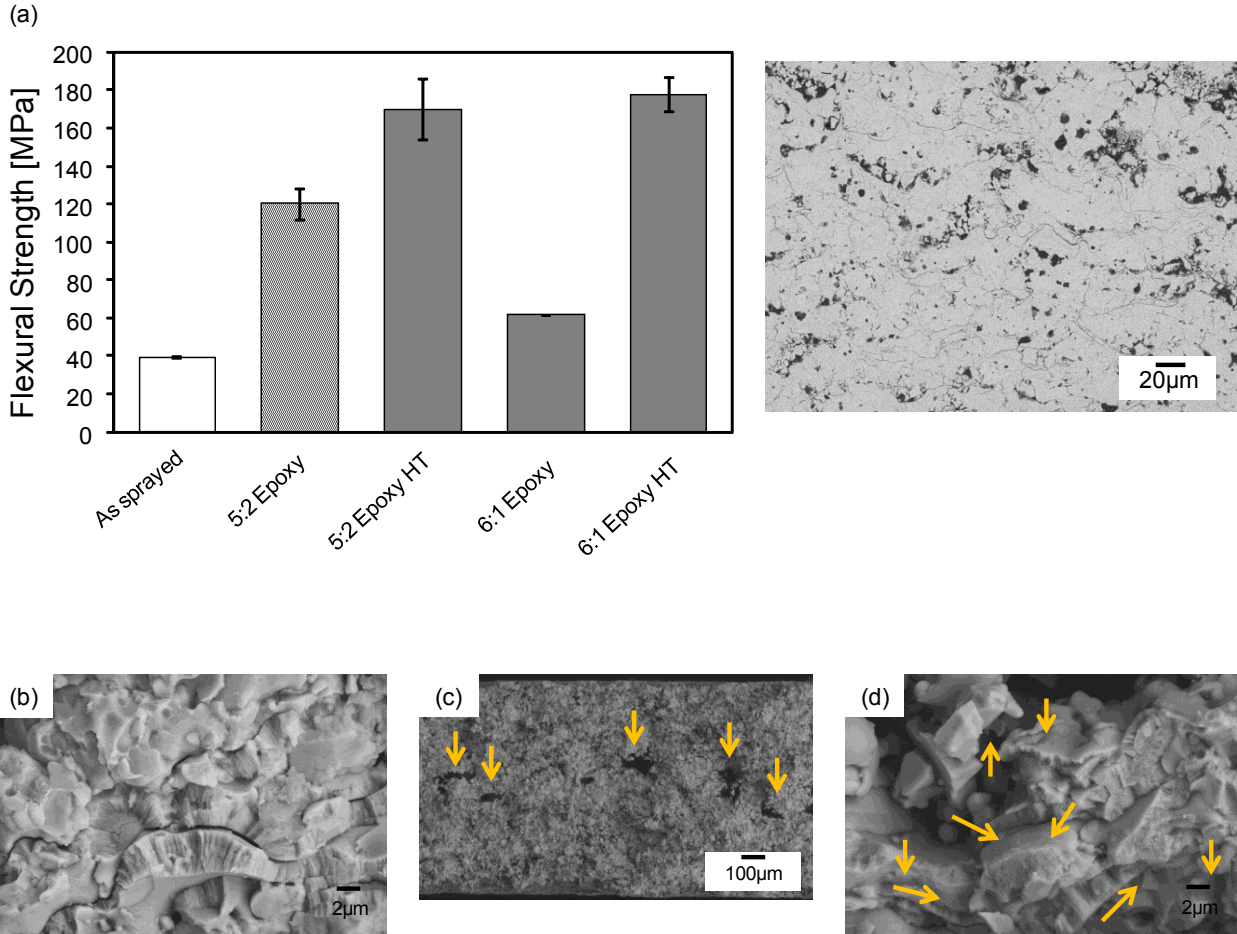 (a)
Flexural Strength [MPa]
200
180
160
140
120
100
80
60
40
20
0
As sprayed
5:2 Epoxy
5:2 Epoxy HT
6:1 Epoxy
6:1 Epoxy HT
20µm
(b)
2µm
(c)
100µm
(d)
2µm